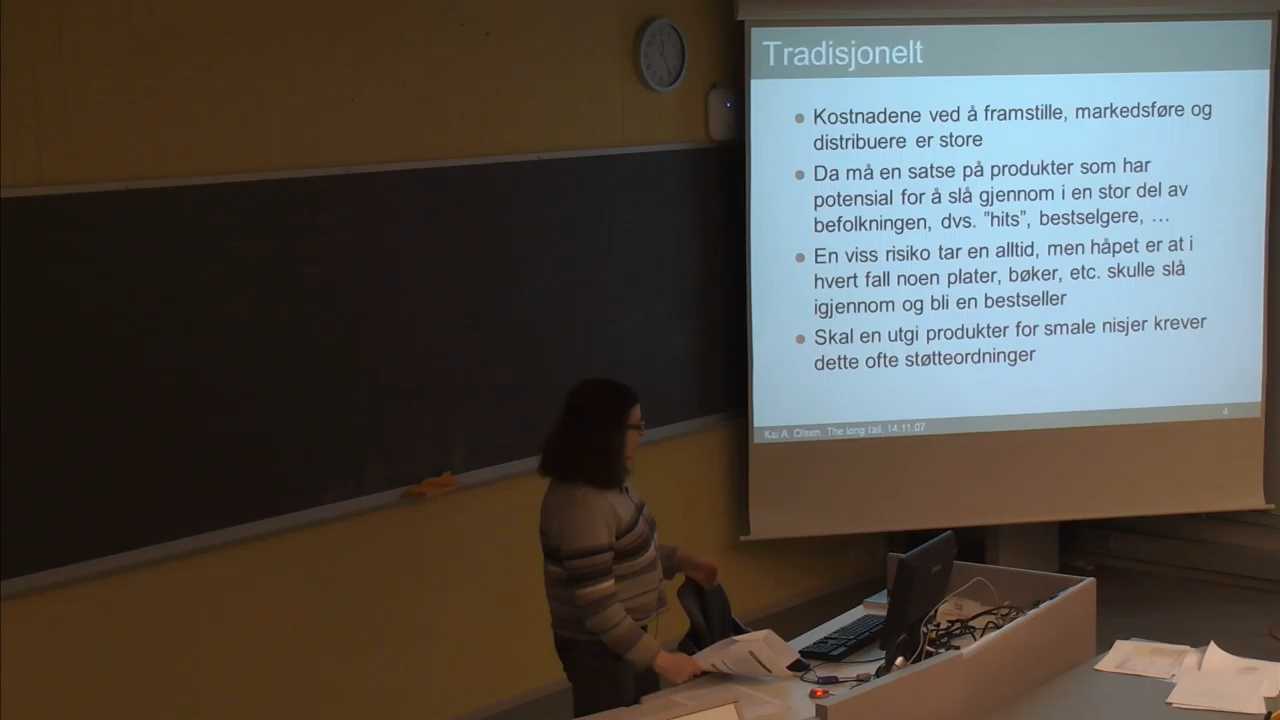 Tradisjonelt
Kostnadene ved å framstille, markedsføre og
distribuere er store
Da må en satse på produkter som har
potensial for å slå gjennom i en stor del av
befolkningen, dvs. ”hits”, bestselgere, …
En viss risiko tar en alltid, men håpet er at i
hvert fall noen plater, bøker, etc. skulle slå
igjennom og bli en bestseller
Skal en utgi produkter for smale nisjer krever
dette ofte støtteordninger
4
Kai A. Olsen, The long tail, 14.11.07